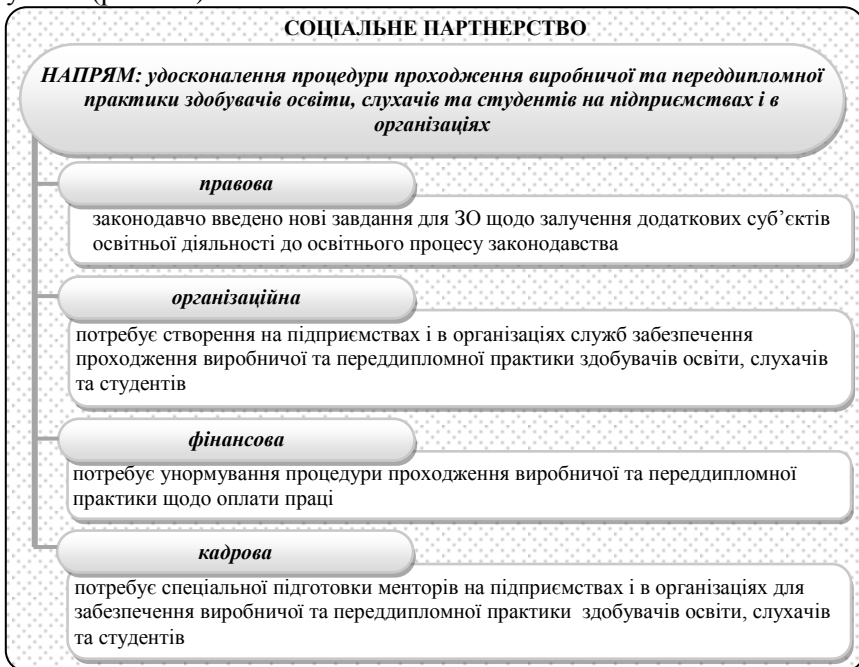 СОЦІАЛЬНЕ ПАРТНЕРСТВО
НАПРЯМ: удосконалення процедури проходження виробничої та переддипломної
практики здобувачів освіти, слухачів та студентів на підприємствах і в
організаціях
правова
законодавчо введено нові завдання для ЗО щодо залучення додаткових суб’єктів
освітньої діяльності до освітнього процесу законодавства
організаційна
потребує створення на підприємствах і в організаціях служб забезпечення
проходження виробничої та переддипломної практики здобувачів освіти, слухачів
та студентів
фінансова
потребує унормування процедури проходження виробничої та переддипломної
практики щодо оплати праці
кадрова
потребує спеціальної підготовки менторів на підприємствах і в організаціях для
забезпечення виробничої та переддипломної практики здобувачів освіти, слухачів
та студентів